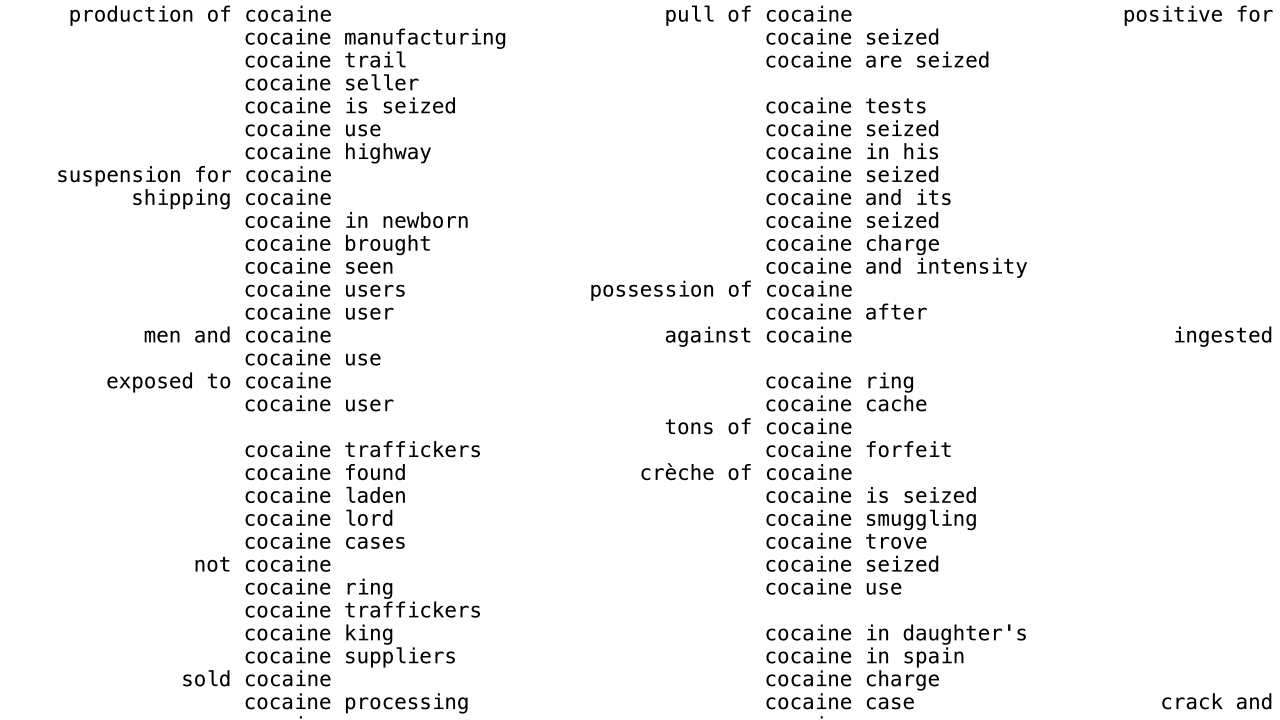 production of cocaine
cocaine manufacturing
cocaine trail
cocaine seller
cocaine is seized
cocaine use
cocaine highway
suspension for cocaine
shipping cocaine
cocaine in newborn
cocaine brought
cocaine seen
cocaine users
cocaine user
men and cocaine
cocaine use
exposed to cocaine
cocaine user
cocaine traffickers
cocaine found
cocaine laden
cocaine lord
cocaine cases
not cocaine
cocaine ring
cocaine traffickers
cocaine king
cocaine suppliers
sold cocaine
cocaine processing
pull of cocaine
cocaine seized
cocaine are seized
cocaine tests
cocaine seized
cocaine in his
cocaine seized
cocaine and its
cocaine seized
cocaine charge
cocaine and intensity
possession of cocaine
cocaine after
against cocaine
cocaine ring
cocaine cache
tons of cocaine
cocaine forfeit
crèche of cocaine
cocaine is seized
cocaine smuggling
cocaine trove
cocaine seized
cocaine use
cocaine in daughter's
cocaine in spain
cocaine charge
cocaine case
positive for
ingested
crack and